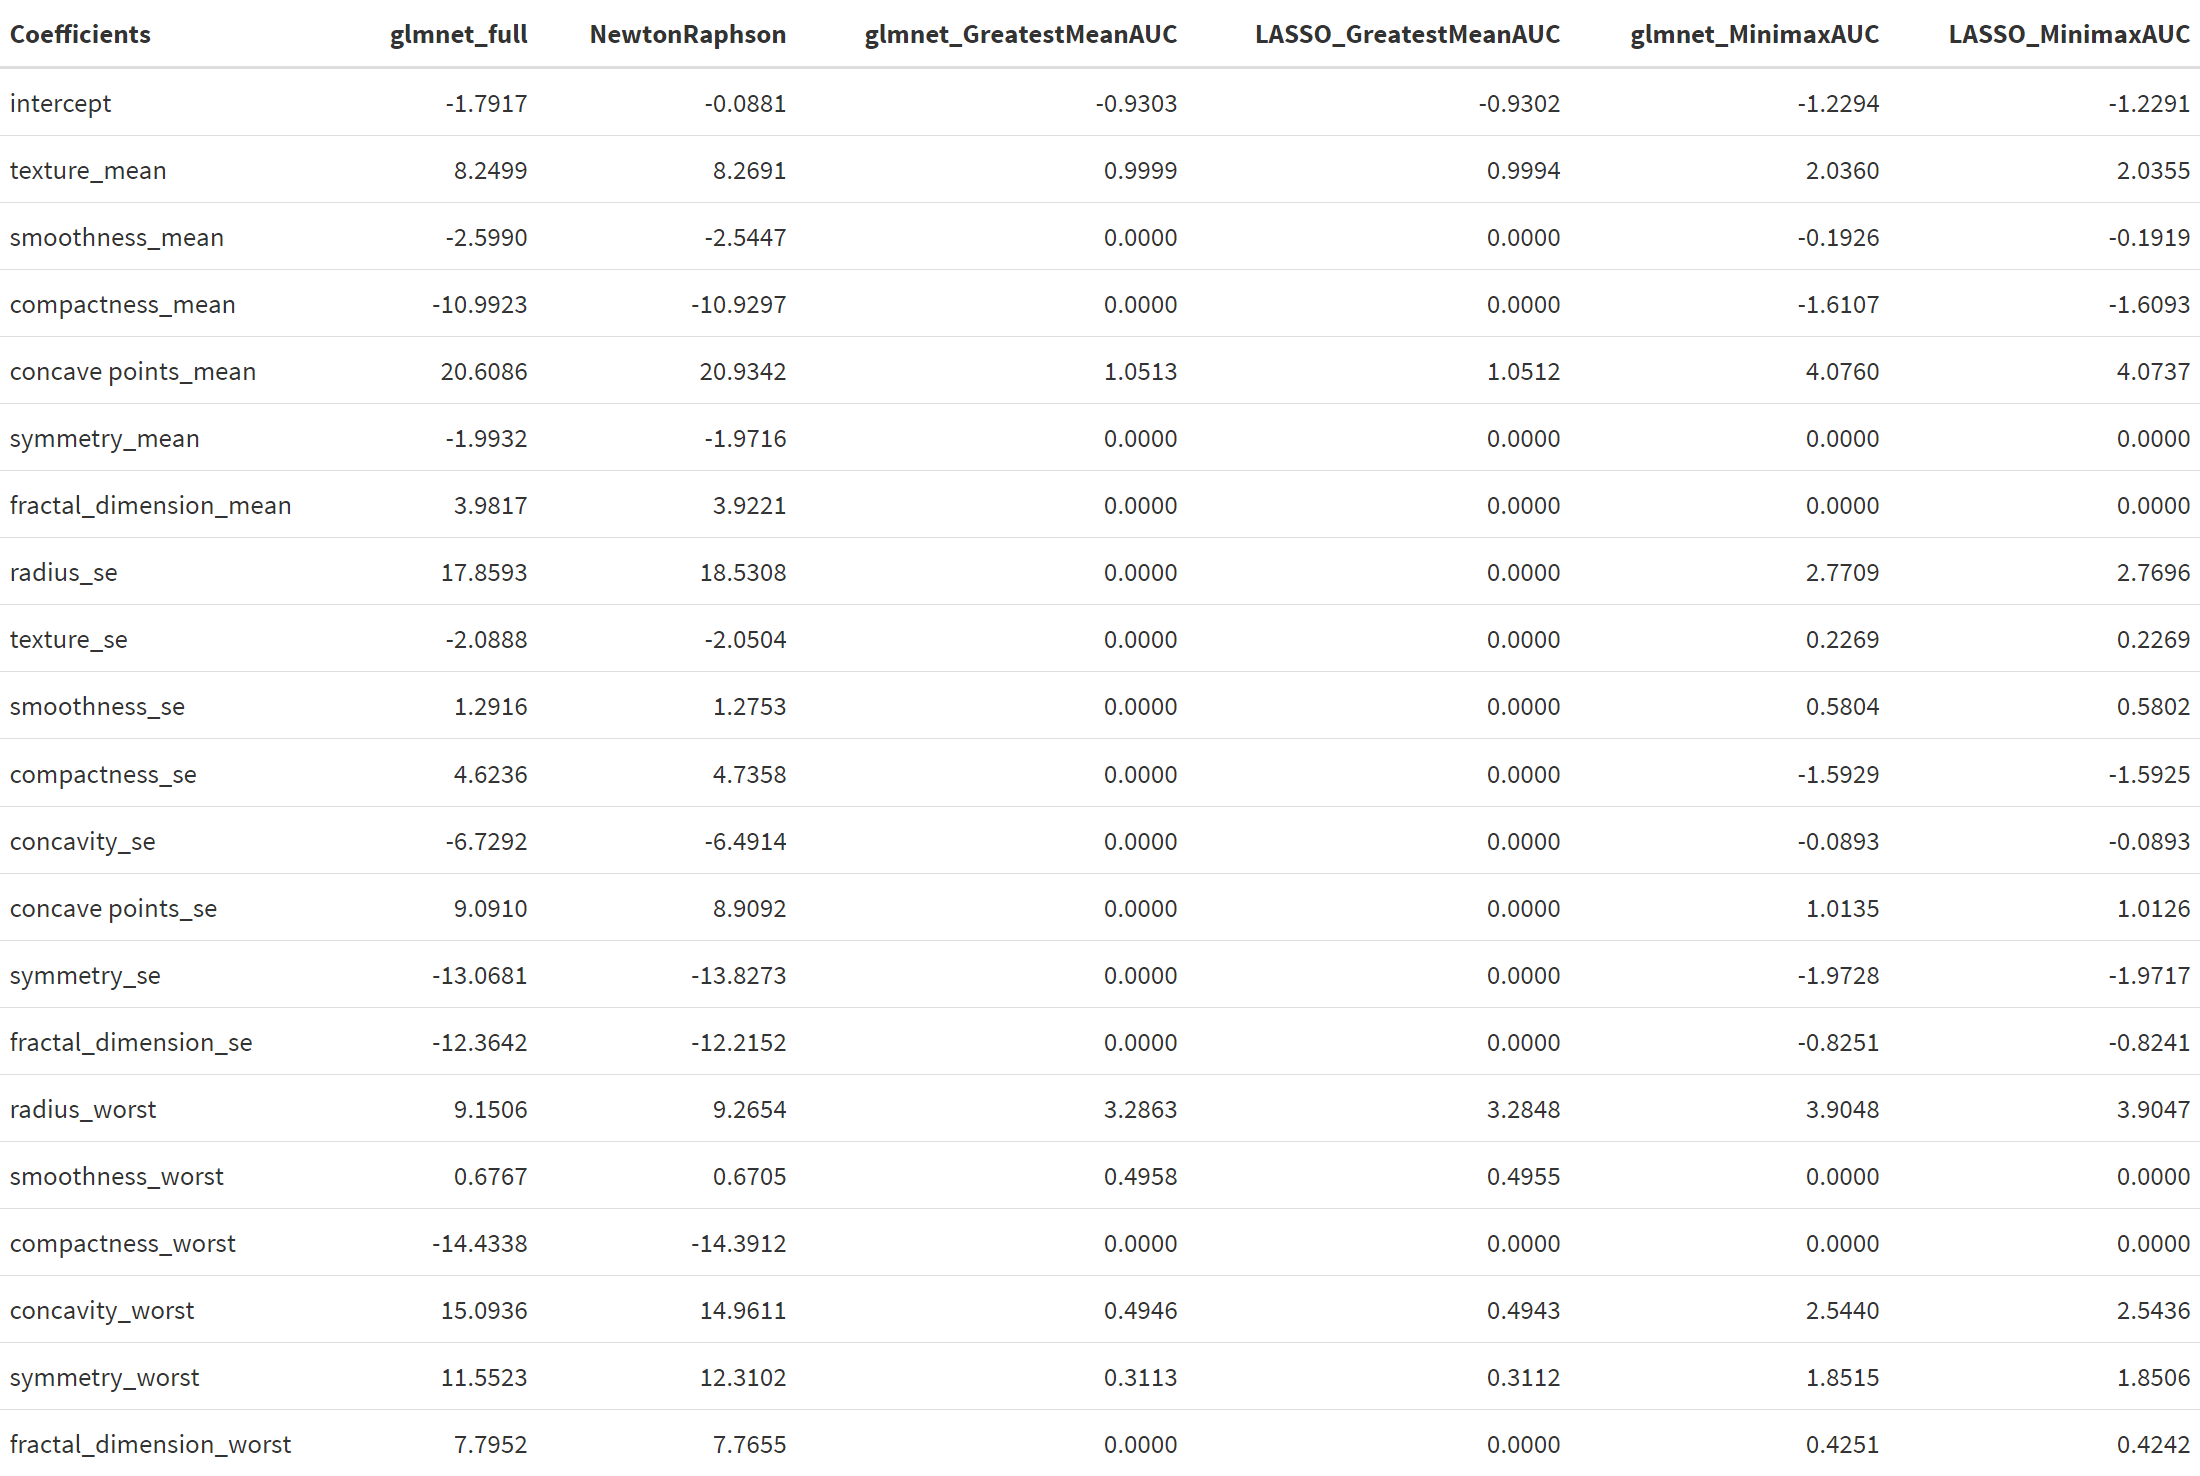 Coefficients glmnet_full NewtonRaphson glmnet_GreatestMeanAUC LASSO_GreatestMeanAUC glmnet_MinimaxAUC LASSO_MinimaxAUC
intercept -1.7917 -0.0881 -0.9303 -0.9302 -1.2294 -1.2291
texture_mean 8.2499 8.2691 0.9999 0.9994 2.0360 2.0355
smoothness_mean -2.5990 -2.5447 0.0000 0.0000 -0.1926 -0.1919
compactness_mean -10.9923 -10.9297 0.0000 0.0000 -1.6107 -1.6093
concave points_mean 20.6086 20.9342 1.0513 1.0512 4.0760 4.0737
symmetry_mean -1.9932 -1.9716 0.0000 0.0000 0.0000 0.0000
fractal_dimension_mean 3.9817 3.9221 0.0000 0.0000 0.0000 0.0000
radius_se 17.8593 18.5308 0.0000 0.0000 2.7709 2.7696
texture_se -2.0888 -2.0504 0.0000 0.0000 0.2269 0.2269
smoothness_se 1.2916 1.2753 0.0000 0.0000 0.5804 0.5802
compactness_se 4.6236 4.7358 0.0000 0.0000 -1.5929 -1.5925
concavity_se -6.7292 -6.4914 0.0000 0.0000 -0.0893 -0.0893
concave points_se 9.0910 8.9092 0.0000 0.0000 1.0135 1.0126
symmetry_se -13.0681 -13.8273 0.0000 0.0000 -1.9728 -1.9717
fractal_dimension_se -12.3642 -12.2152 0.0000 0.0000 -0.8251 -0.8241
radius_worst 9.1506 9.2654 3.2863 3.2848 3.9048 3.9047
smoothness_worst 0.6767 0.6705 0.4958 0.4955 0.0000 0.0000
compactness_worst -14.4338 -14.3912 0.0000 0.0000 0.0000 0.0000
concavity_worst 15.0936 14.9611 0.4946 0.4943 2.5440 2.5436
symmetry_worst 11.5523 12.3102 0.3113 0.3112 1.8515 1.8506
fractal_dimension_worst 7.7952 7.7655 0.0000 0.0000 0.4251 0.4242